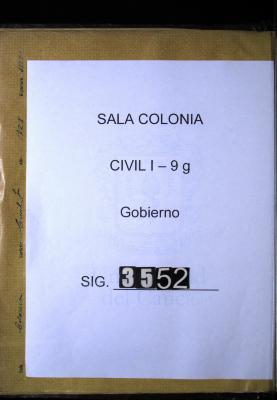 SALA COLONIA
CIVIL I – 9 g
Gobierno
SIG. 3552